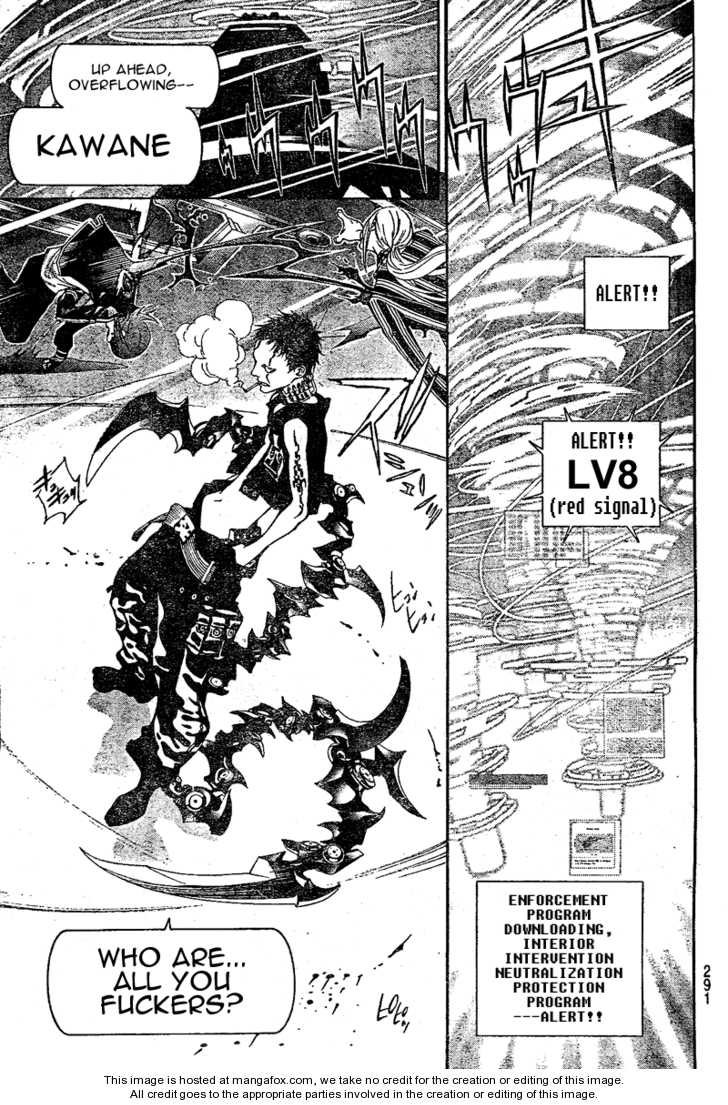 ALERT!!
ALERT!!
LV8
(red signal)
ENFORCEMENT
PROGRAM
DOWNLOADING,
INTERIOR
INTERVENTION
NEUTRALIZATION
PROTECTION
PROGRAM
---ALERT!!
UP AHEAD,
OVERFLOWING--
KAWANE
WHO ARE...
ALL YOU
FUCKERS?
291
This image is hosted at mangafox.com, we take no credit for the creation or editing of this image.
All credit goes to the appropriate parties involved in the creation or editing of this image.